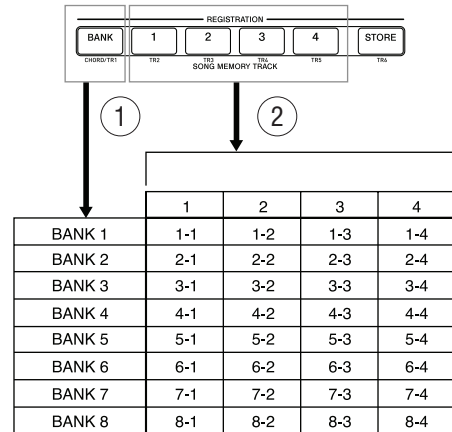 REGISTRATION
BANK 1 2 3 4 STORE
CHORD/TR1 TR2 TR3 TR4 TR5 TR6
SONG MEMORY TRACK
1 2
1 2 3 4
BANK 1 1-1 1-2 1-3 1-4
BANK 2 2-1 2-2 2-3 2-4
BANK 3 3-1 3-2 3-3 3-4
BANK 4 4-1 4-2 4-3 4-4
BANK 5 5-1 5-2 5-3 5-4
BANK 6 6-1 6-2 6-3 6-4
BANK 7 7-1 7-2 7-3 7-4
BANK 8 8-1 8-2 8-3 8-4